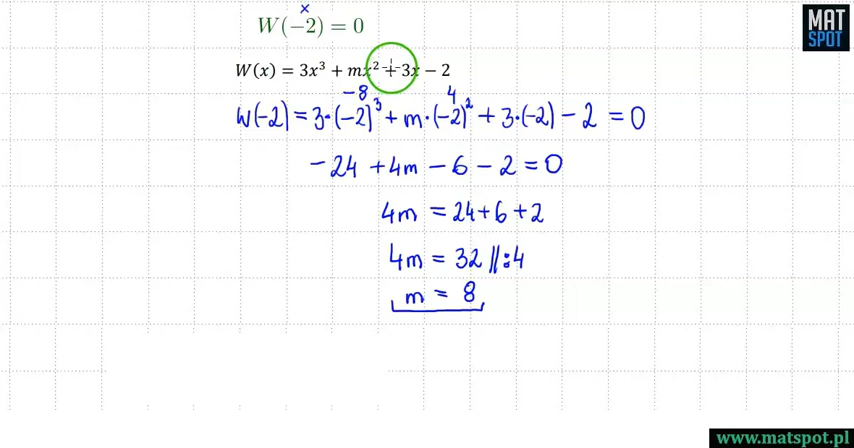 x
W(−2) = 0
MAT
SPOT
W(x) = 3x³ + mx² + 3x − 2
−8 4
W(−2) = 3·(−2)³ + m·(−2)² + 3·(−2) − 2 = 0
−24 + 4m − 6 − 2 = 0
4m = 24+6+2
4m = 32 //:4
m = 8
www.matspot.pl